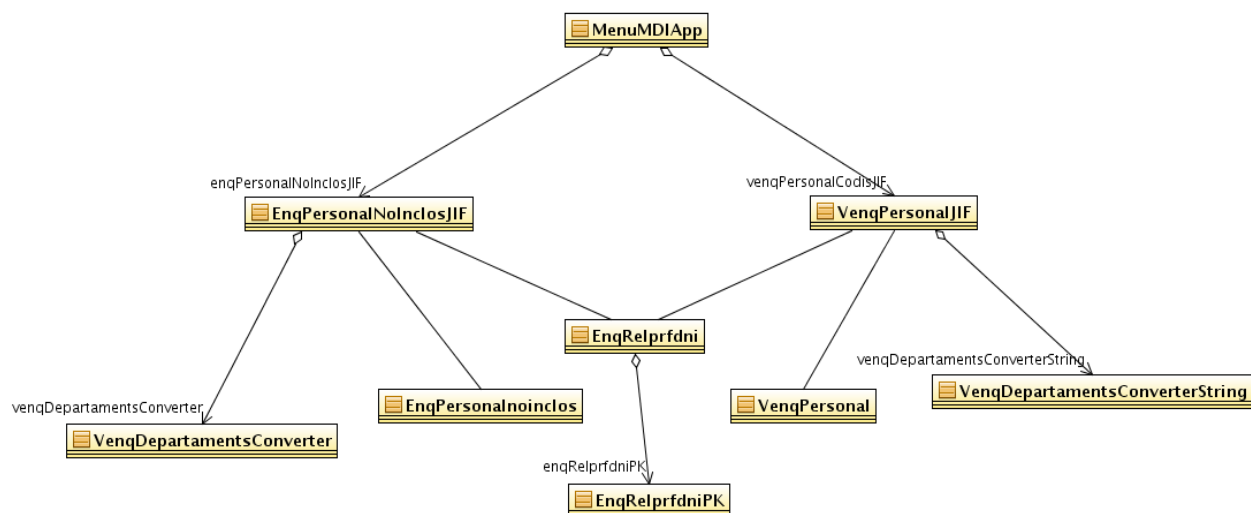 MenuMDIApp
enqPersonalNoInclosJIF
venqPersonalCodisJIF
EnqPersonalNoInclosJIF
VenqPersonalJIF
EnqRelprfdni
venqDepartamentsConverterString
VenqDepartamentsConverterString
EnqPersonalnoinclos
VenqPersonal
venqDepartamentsConverter
VenqDepartamentsConverter
enqRelprfdniPK
EnqRelprfdniPK